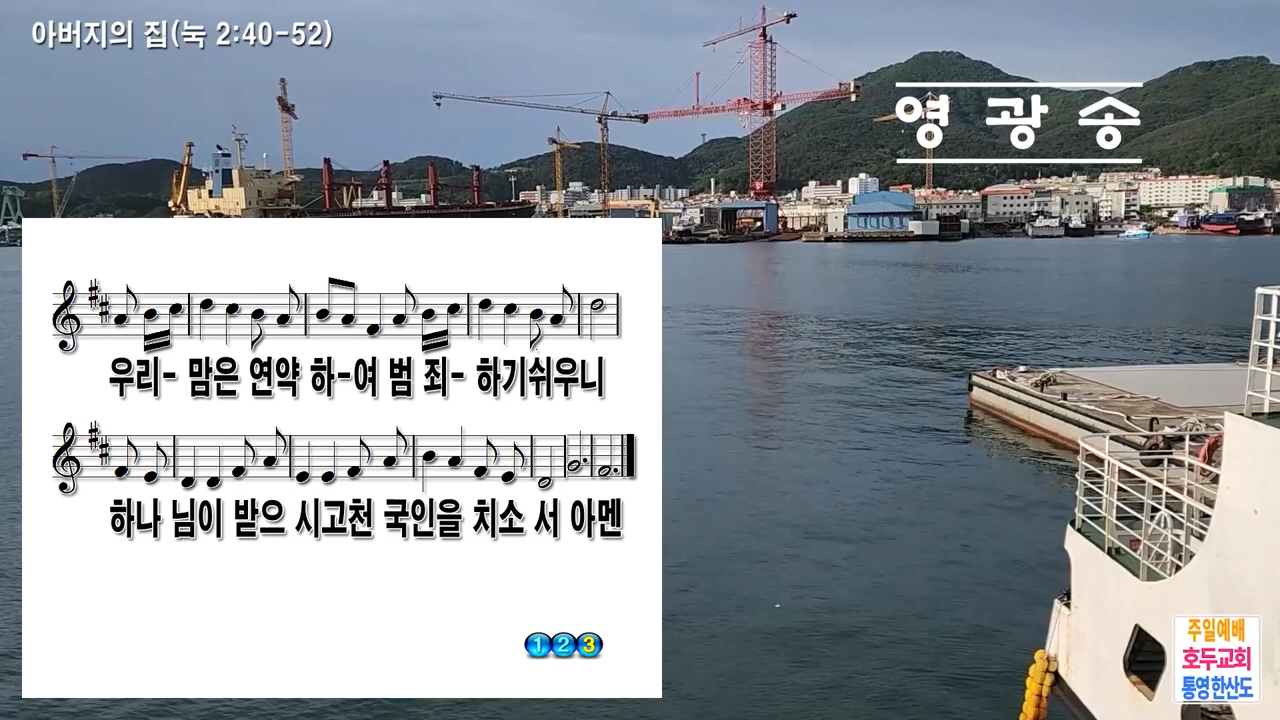 아버지의 집(눅 2:40-52)
영광송
우리- 맘은 연약 하-여 범 죄- 하기쉬우니
하나 님이 받으 시고천 국인을 치소 서 아멘
1 2 3
주일예배
호두교회
통영한산도